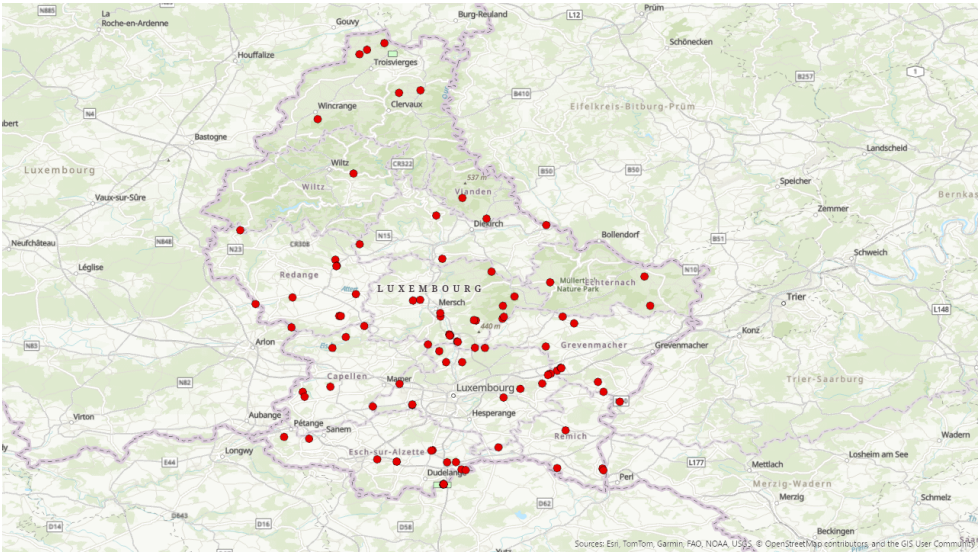 N885
La
Roche-en-Ardenne
Gouvy
Burg-Reuland
L12
Prüm
Schönecken
Houffalize
Troisvierges
1
B257
B410
Wincrange
Clervaux
Eifelkreis-Bitburg-Prüm
N4
Bastogne
Landscheid
Luxembourg
Wiltz
CR322
B50
B50
537 m
Speicher
Wiltz
Vianden
Vaux-sur-Sûre
Zemmer
Diekirch
Neufchâteau
N848
N23
CR308
N15
Bollendorf
B51
Schweich
Léglise
Redange
N10
LUXEMBOURG
Nature Park
Echternach
Mersch
Trier
L148
440 m
Konz
N83
Arlon
Grevenmacher
Grevenmacher
Capellen
Mamer
N82
Luxembourg
Trier-Saarburg
Virton
Aubange
Pétange
Sanem
Hesperange
Remich
Wadern
Longwy
E44
Esch-sur-Alzette
L177
Mettlach
Losheim am See
Dudelange
Perl
Merzig-Wadern
D62
Merzig
Schmelz
D643
D14
D16
D58
Beckingen
Sources: Esri, TomTom, Garmin, FAO, NOAA, USGS, © OpenStreetMap contributors, and the GIS User Community